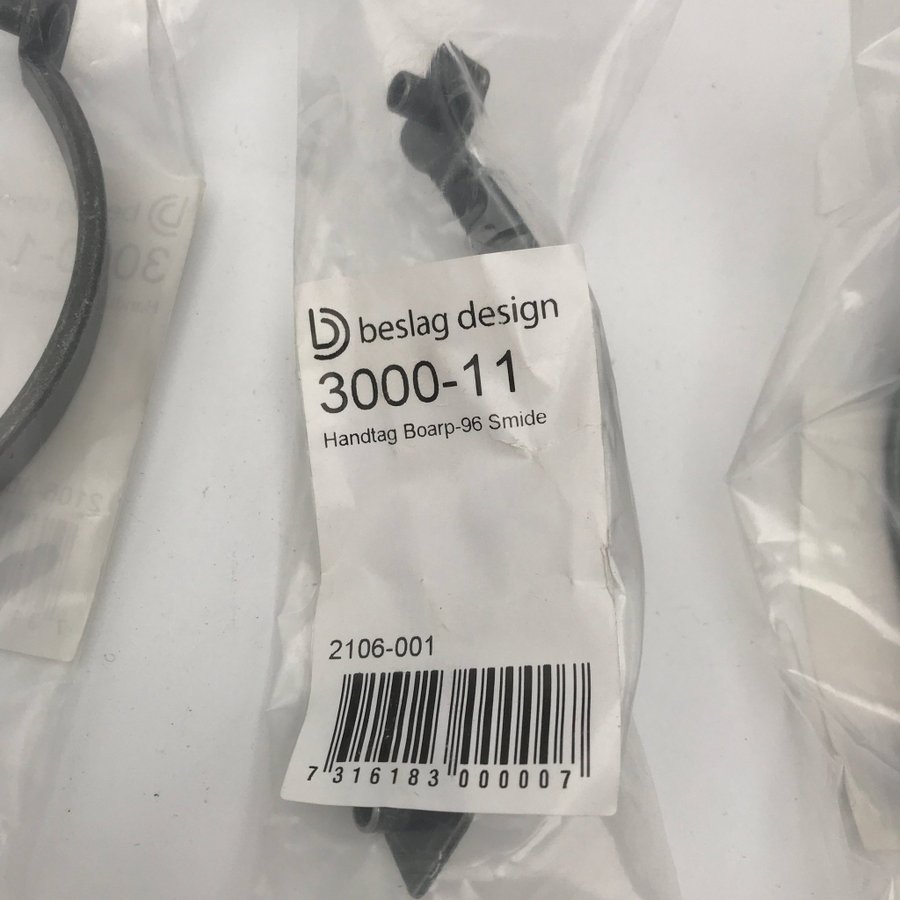 beslag design
3000-11
Handtag Boarp-96 Smide
2106-001
7 316183 000007